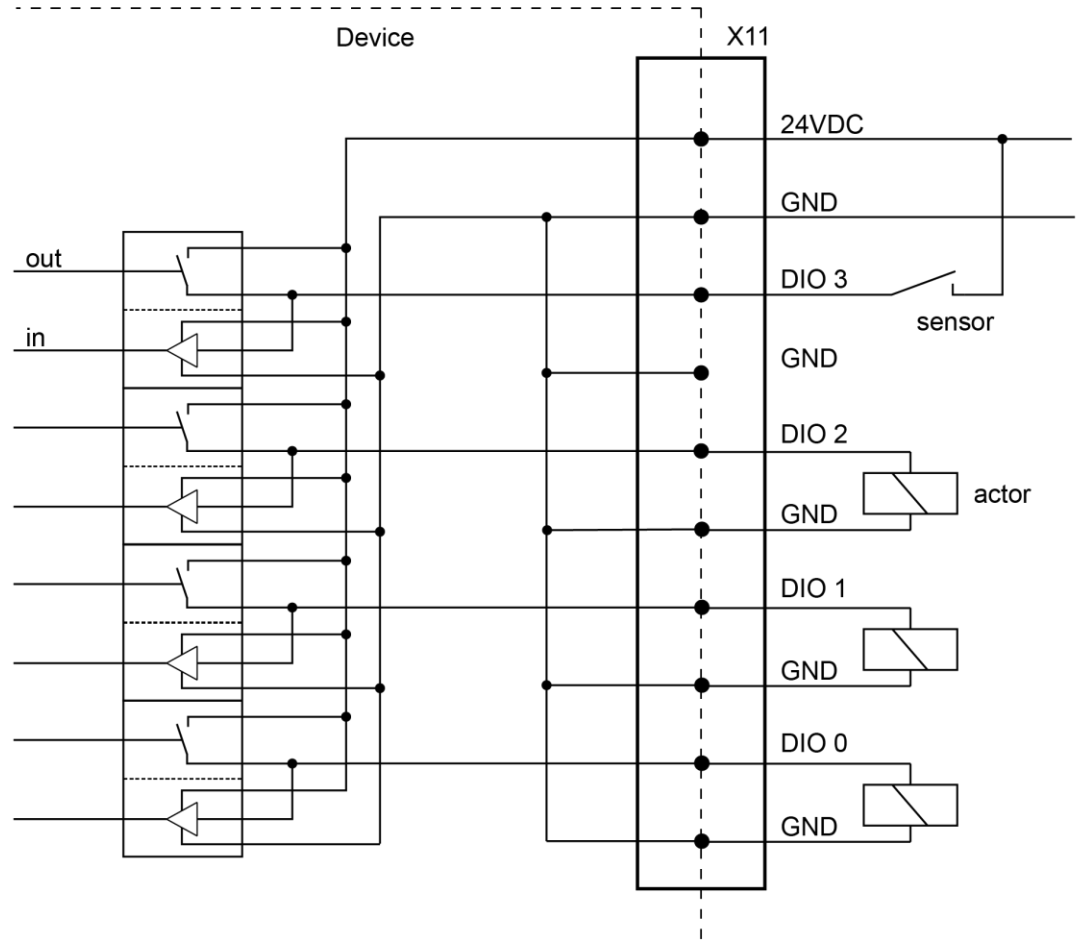 Device
X11
24VDC
GND
out
DIO 3
in
sensor
GND
DIO 2
actor
GND
DIO 1
GND
DIO 0
GND